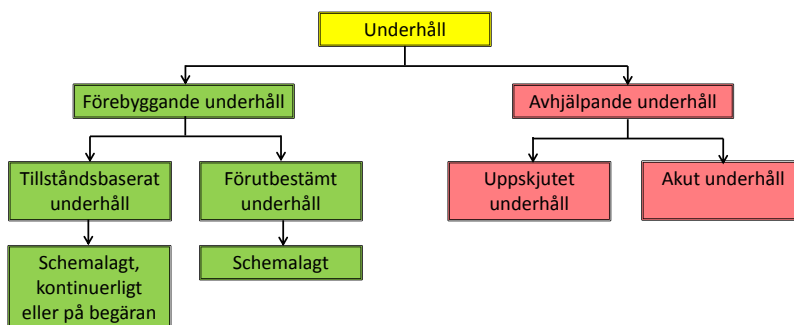 Underhåll
Förebyggande underhåll
Avhjälpande underhåll
Tillståndsbaserat
underhåll
Förutbestämt
underhåll
Uppskjutet
underhåll
Akut underhåll
Schemalagt,
kontinuerligt
eller på begäran
Schemalagt